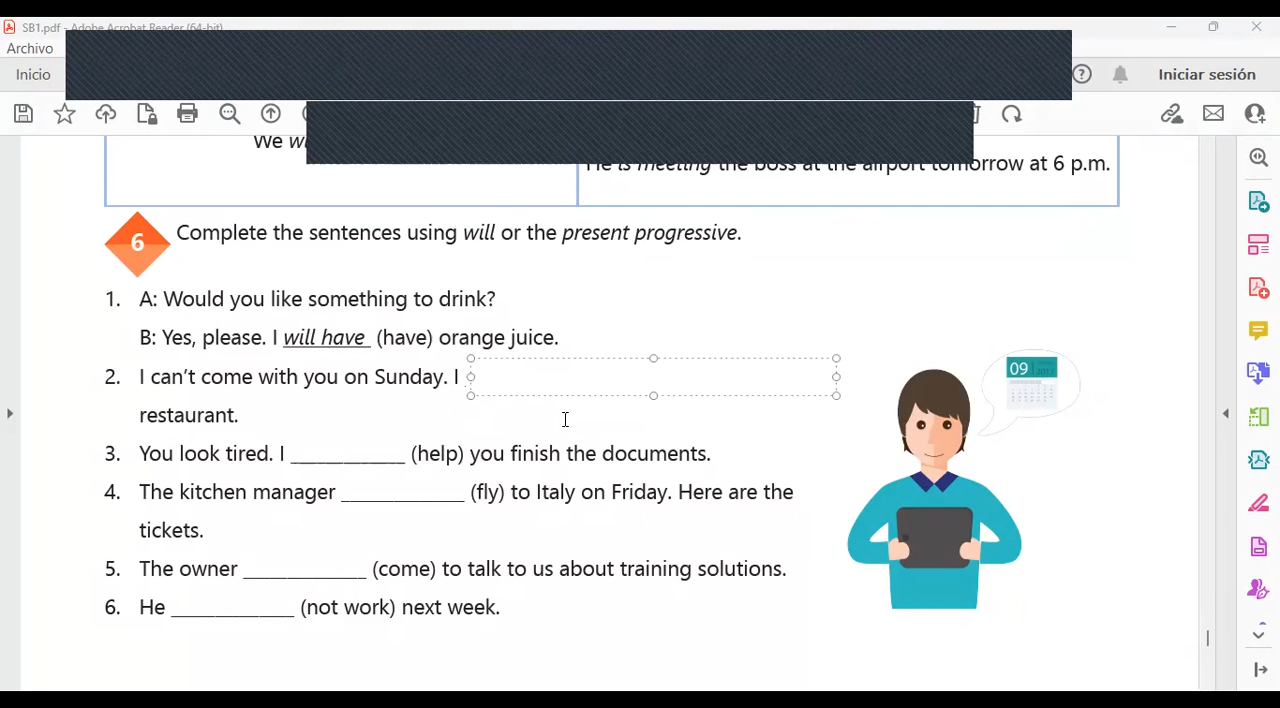 SB1.pdf - Adobe Acrobat Reader (64-bit)
Archivo
Inicio
Iniciar sesión
We
He is meeting the boss at the airport tomorrow at 6 p.m.
6 Complete the sentences using will or the present progressive.
1. A: Would you like something to drink?
B: Yes, please. I will have (have) orange juice.
2. I can’t come with you on Sunday. I
restaurant.
3. You look tired. I _____________ (help) you finish the documents.
4. The kitchen manager ______________ (fly) to Italy on Friday. Here are the
tickets.
5. The owner ______________ (come) to talk to us about training solutions.
6. He ______________ (not work) next week.
09
2017